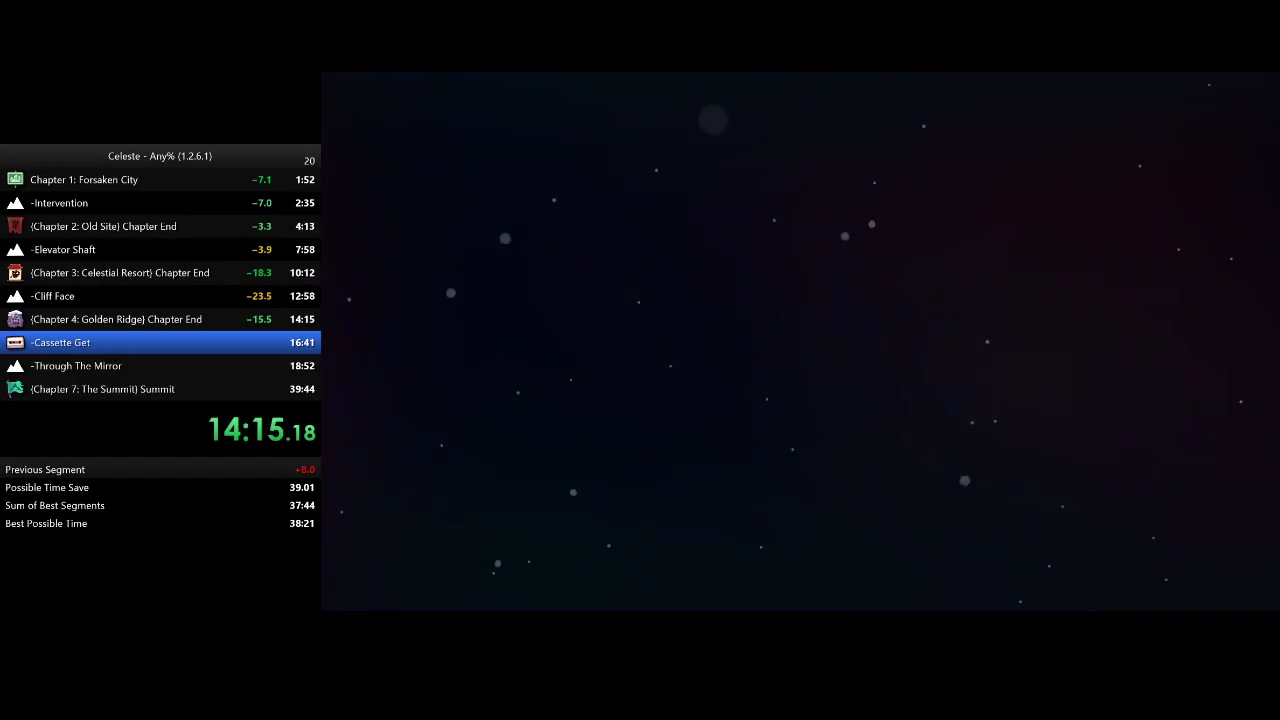 Celeste - Any% (1.2.6.1)
20
Chapter 1: Forsaken City −7.1 1:52
-Intervention −7.0 2:35
{Chapter 2: Old Site} Chapter End −3.3 4:13
-Elevator Shaft −3.9 7:58
{Chapter 3: Celestial Resort} Chapter End −18.3 10:12
-Cliff Face −23.5 12:58
{Chapter 4: Golden Ridge} Chapter End −15.5 14:15
-Cassette Get 16:41
-Through The Mirror 18:52
{Chapter 7: The Summit} Summit 39:44
14:15.18
Previous Segment +8.0
Possible Time Save 39.01
Sum of Best Segments 37:44
Best Possible Time 38:21